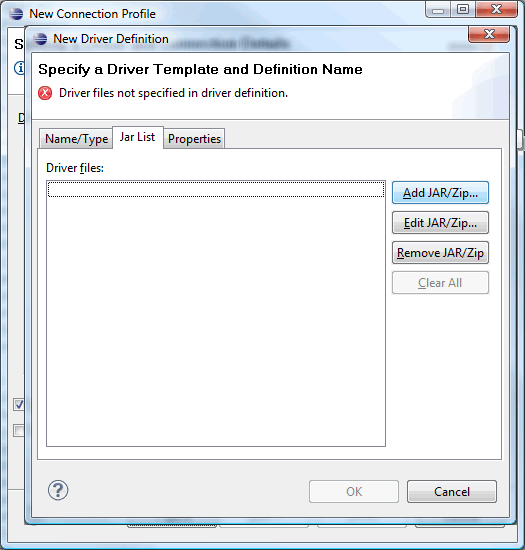 New Connection Profile
New Driver Definition
Specify a Driver Template and Definition Name
Driver files not specified in driver definition.
Name/Type Jar List Properties
Driver files:
Add JAR/Zip...
Edit JAR/Zip...
Remove JAR/Zip
Clear All
OK Cancel